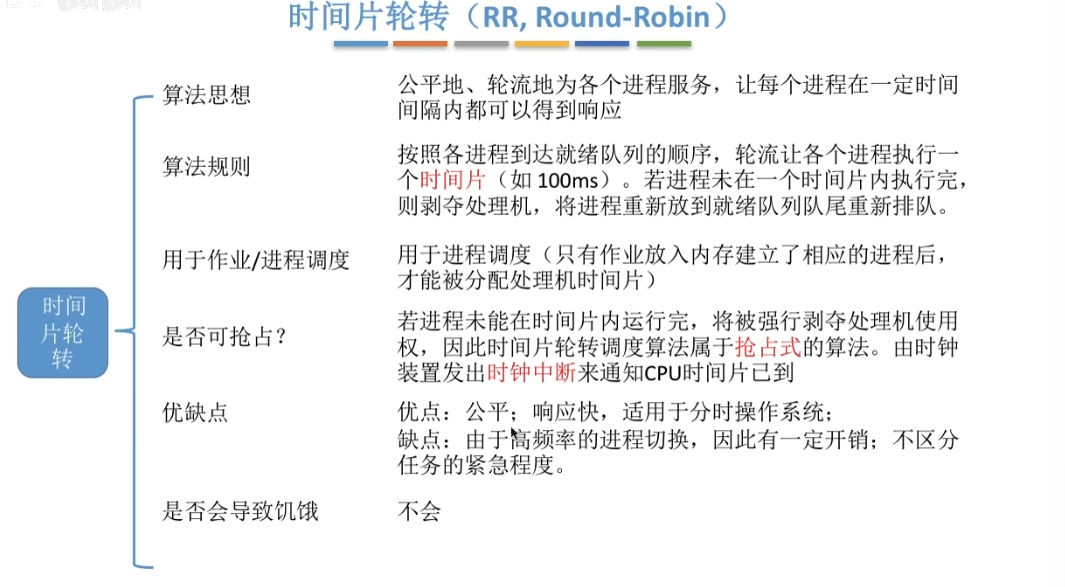 时间片轮转（RR, Round-Robin）
算法思想
公平地、轮流地为各个进程服务，让每个进程在一定时间
间隔内都可以得到响应
算法规则
按照各进程到达就绪队列的顺序，轮流让各个进程执行一
个时间片（如 100ms）。若进程未在一个时间片内执行完，
则剥夺处理机，将进程重新放到就绪队列队尾重新排队。
用于作业/进程调度
用于进程调度（只有作业放入内存建立了相应的进程后，
才能被分配处理机时间片）
时间
片轮
转
是否可抢占？
若进程未能在时间片内运行完，将被强行剥夺处理机使用
权，因此时间片轮转调度算法属于抢占式的算法。由时钟
装置发出时钟中断来通知CPU时间片已到
优缺点
优点：公平；响应快，适用于分时操作系统；
缺点：由于高频率的进程切换，因此有一定开销；不区分
任务的紧急程度。
是否会导致饥饿
不会